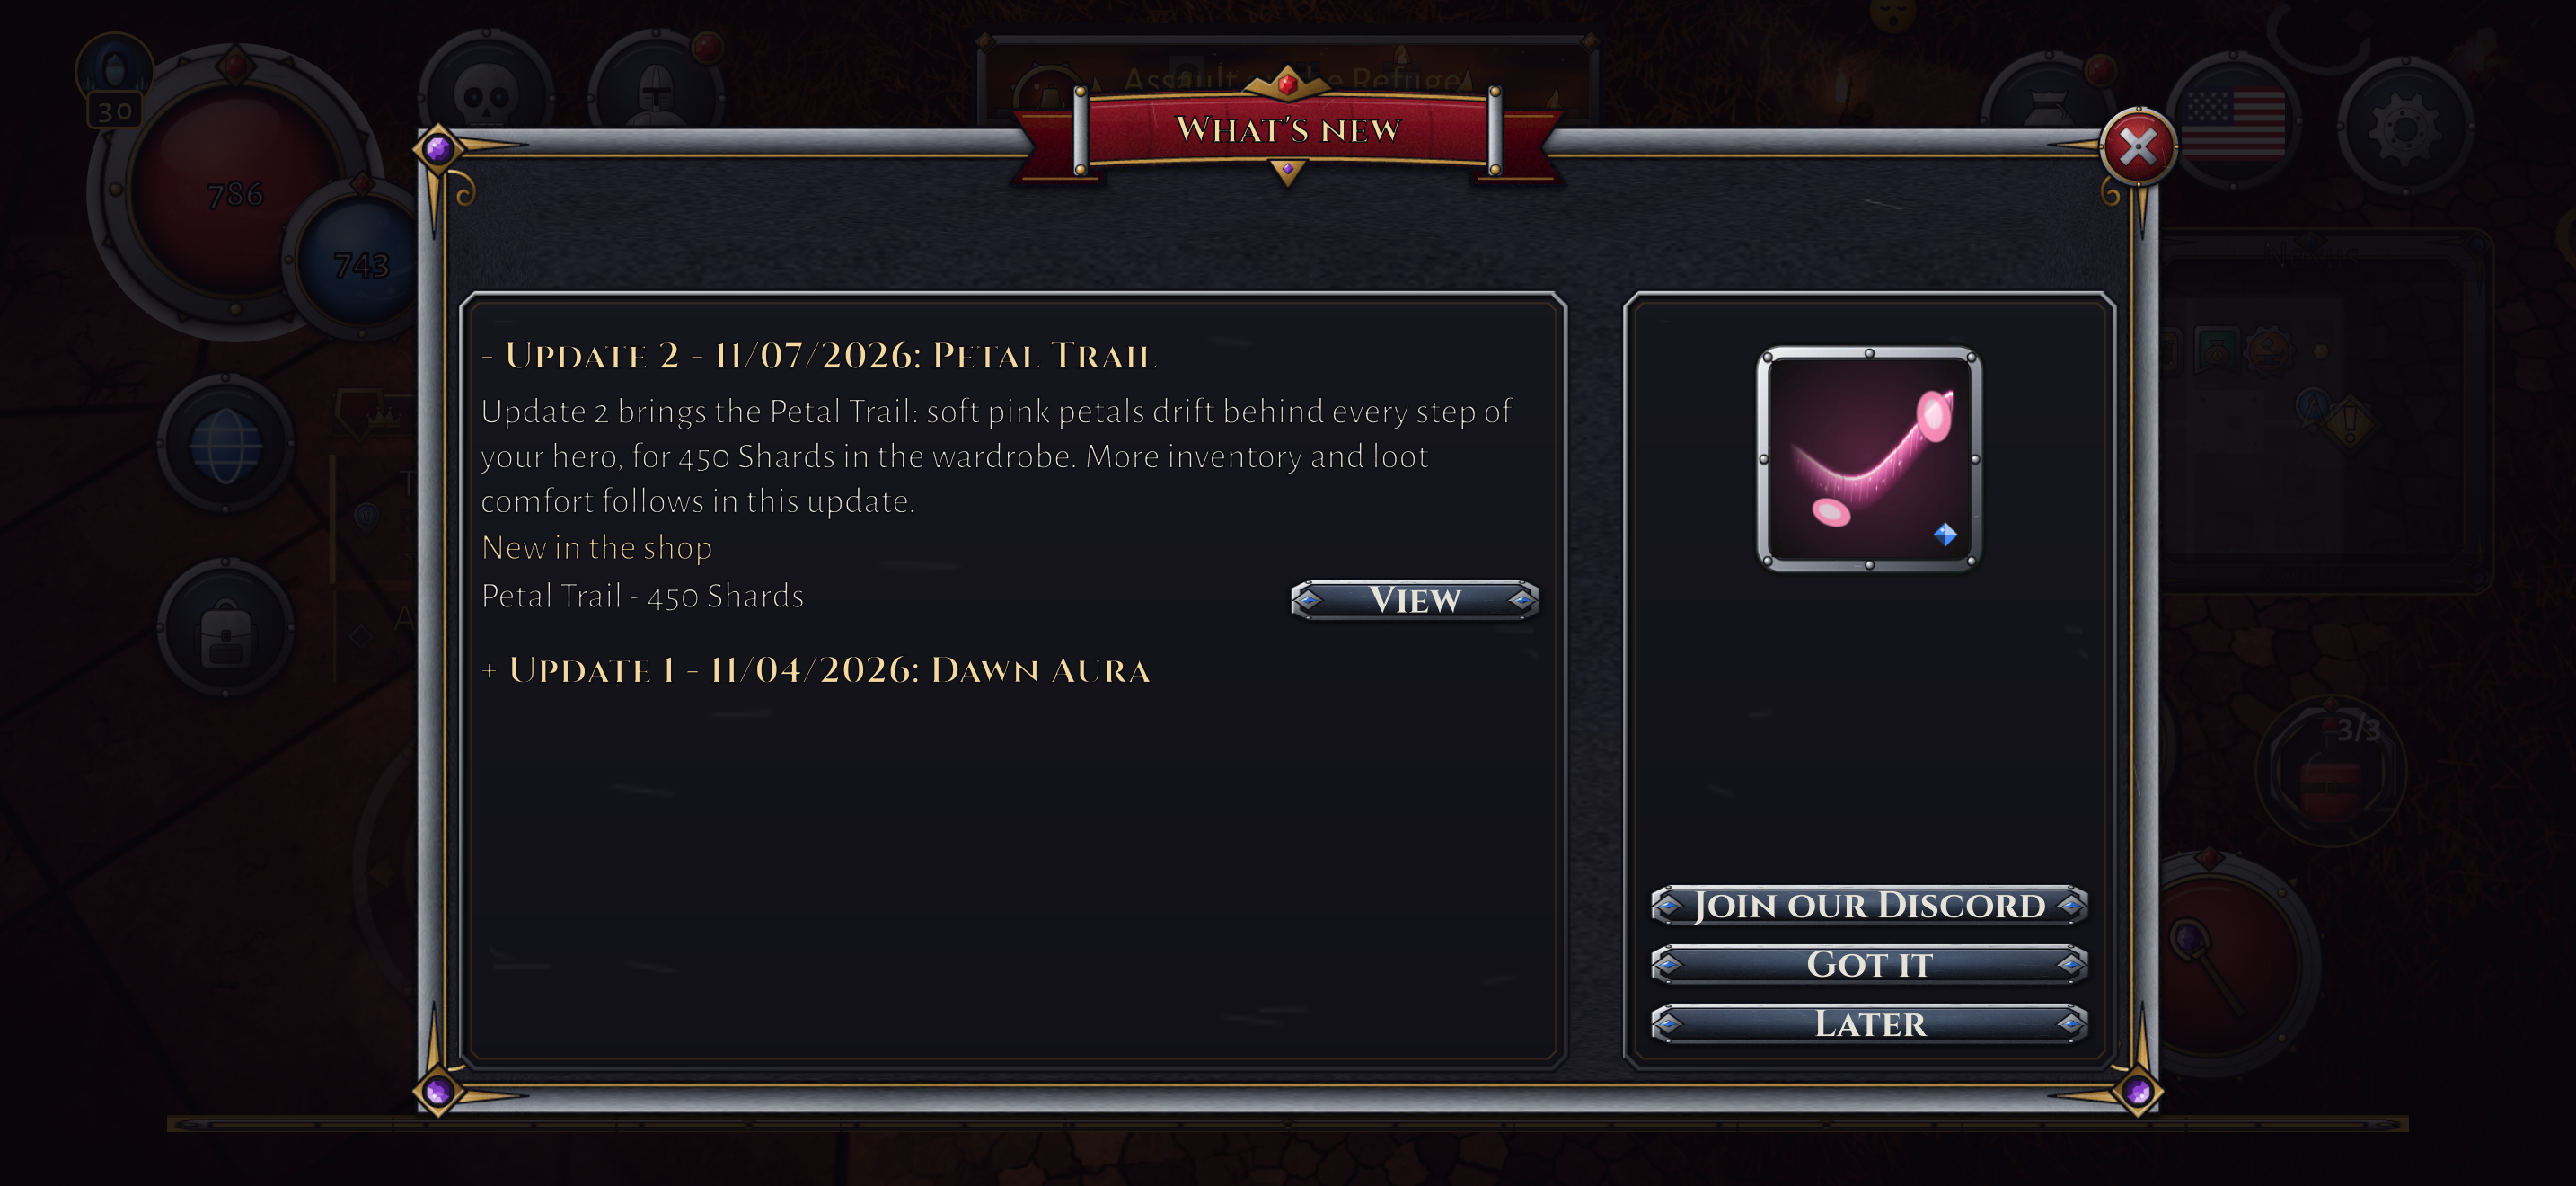 30
Assault the Refuge
WHAT'S NEW
786
743
- UPDATE 2 - 11/07/2026: PETAL TRAIL
Update 2 brings the Petal Trail: soft pink petals drift behind every step of
your hero, for 450 Shards in the wardrobe. More inventory and loot
comfort follows in this update.
New in the shop
Petal Trail - 450 Shards
VIEW
+ UPDATE 1 - 11/04/2026: DAWN AURA
3/3
JOIN OUR DISCORD
GOT IT
LATER